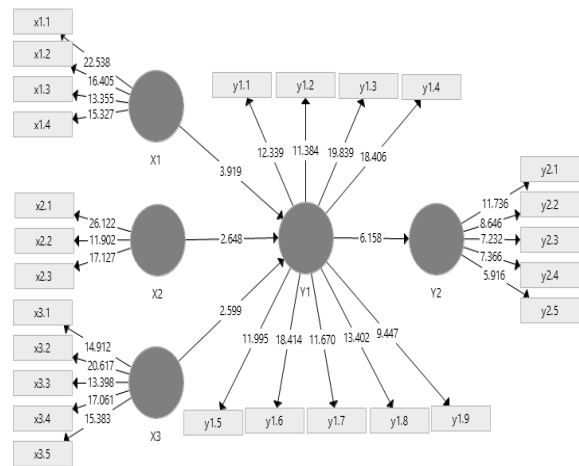 x1.1
x1.2
x1.3
x1.4
22.538
16.405
13.355
15.327
X1
3.919
x2.1
x2.2
x2.3
26.122
11.902
17.127
X2
2.648
x3.1
x3.2
x3.3
x3.4
x3.5
14.912
20.617
13.398
17.061
15.383
X3
2.599
y1.1
y1.2
y1.3
y1.4
12.339
11.384
19.839
18.406
Y1
6.158
11.995
18.414
11.670
13.402
9.447
y1.5
y1.6
y1.7
y1.8
y1.9
Y2
11.736
8.646
7.232
7.366
5.916
y2.1
y2.2
y2.3
y2.4
y2.5